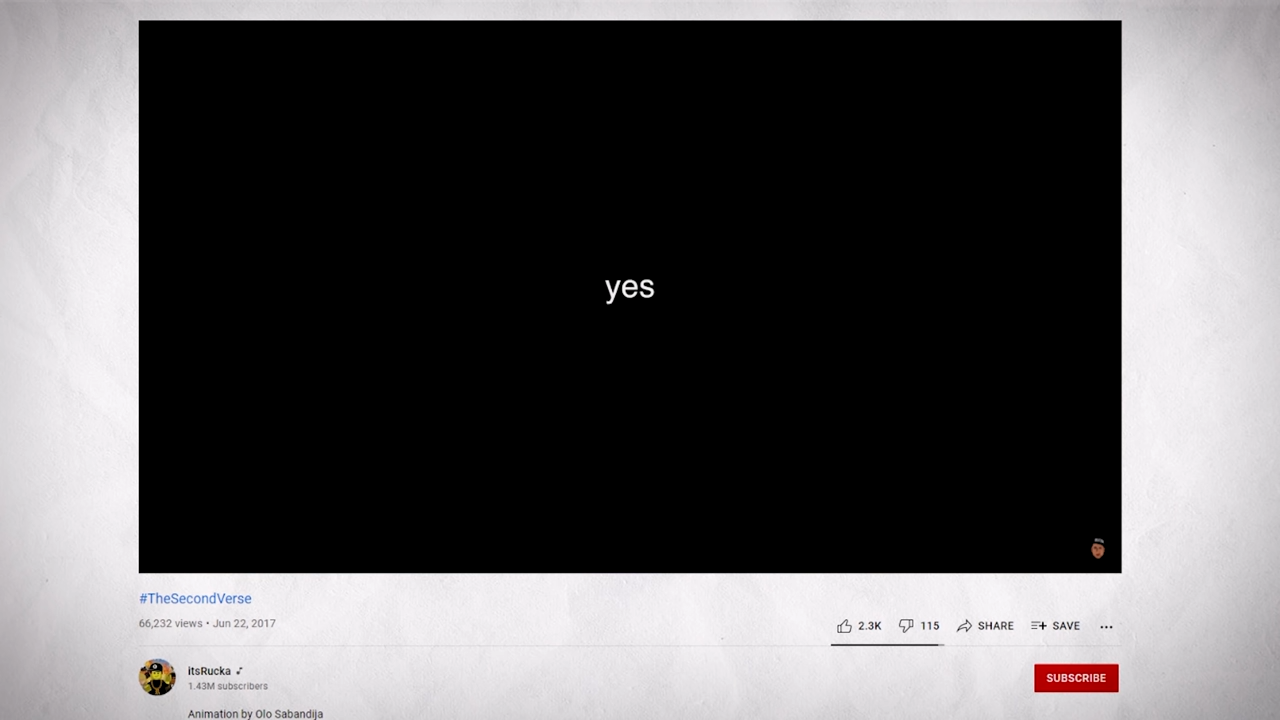 yes
#TheSecondVerse
66,232 views • Jun 22, 2017
2.3K 115 SHARE SAVE
itsRucka
1.43M subscribers
SUBSCRIBE
Animation by Olo Sabandija